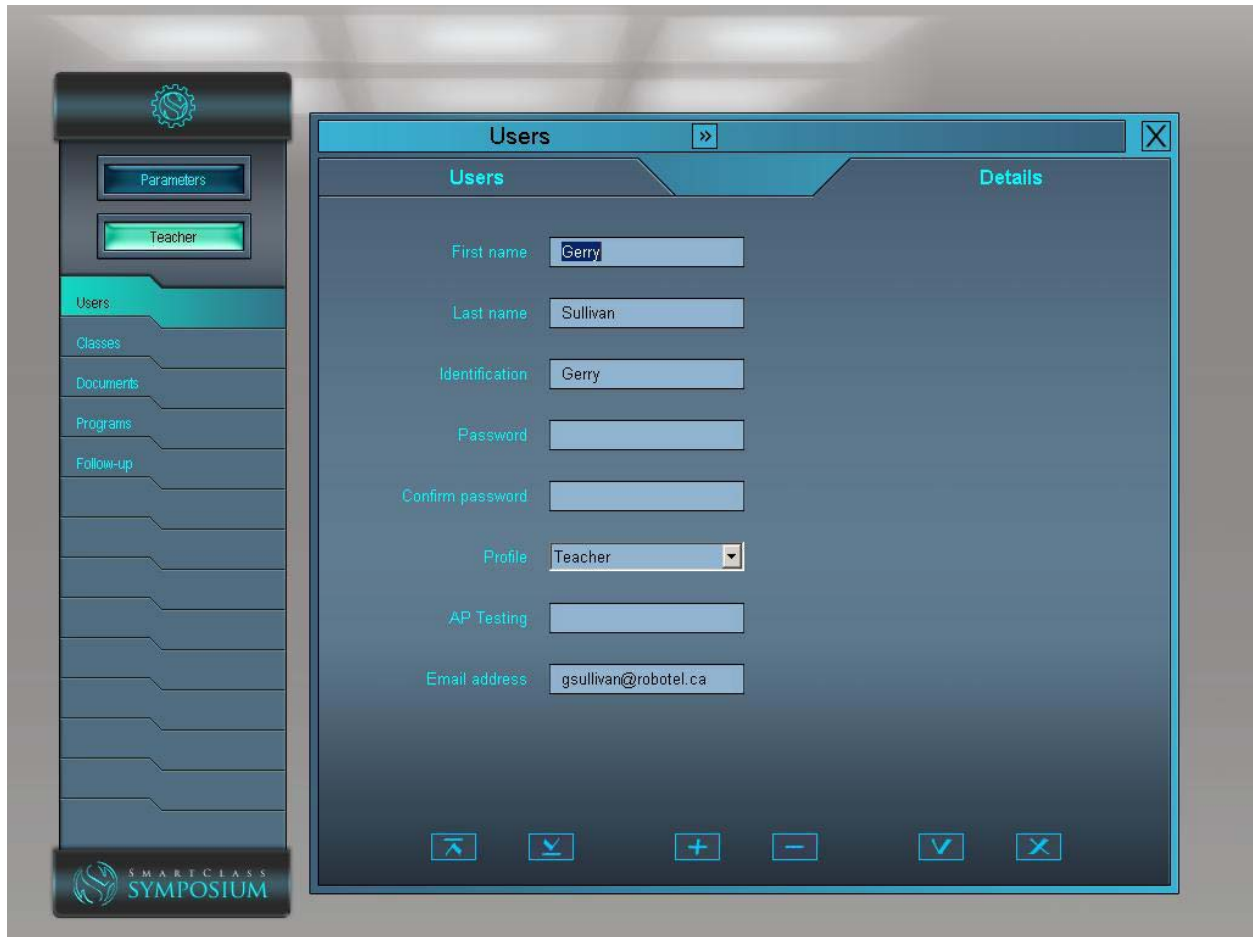 Parameters
Teacher
Users
Classes
Documents
Programs
Follow-up
SMARTCLASS
SYMPOSIUM
Users »
X
Users Details
First name Gerry
Last name Sullivan
Identification Gerry
Password
Confirm password
Profile Teacher
AP Testing
Email address gsullivan@robotel.ca